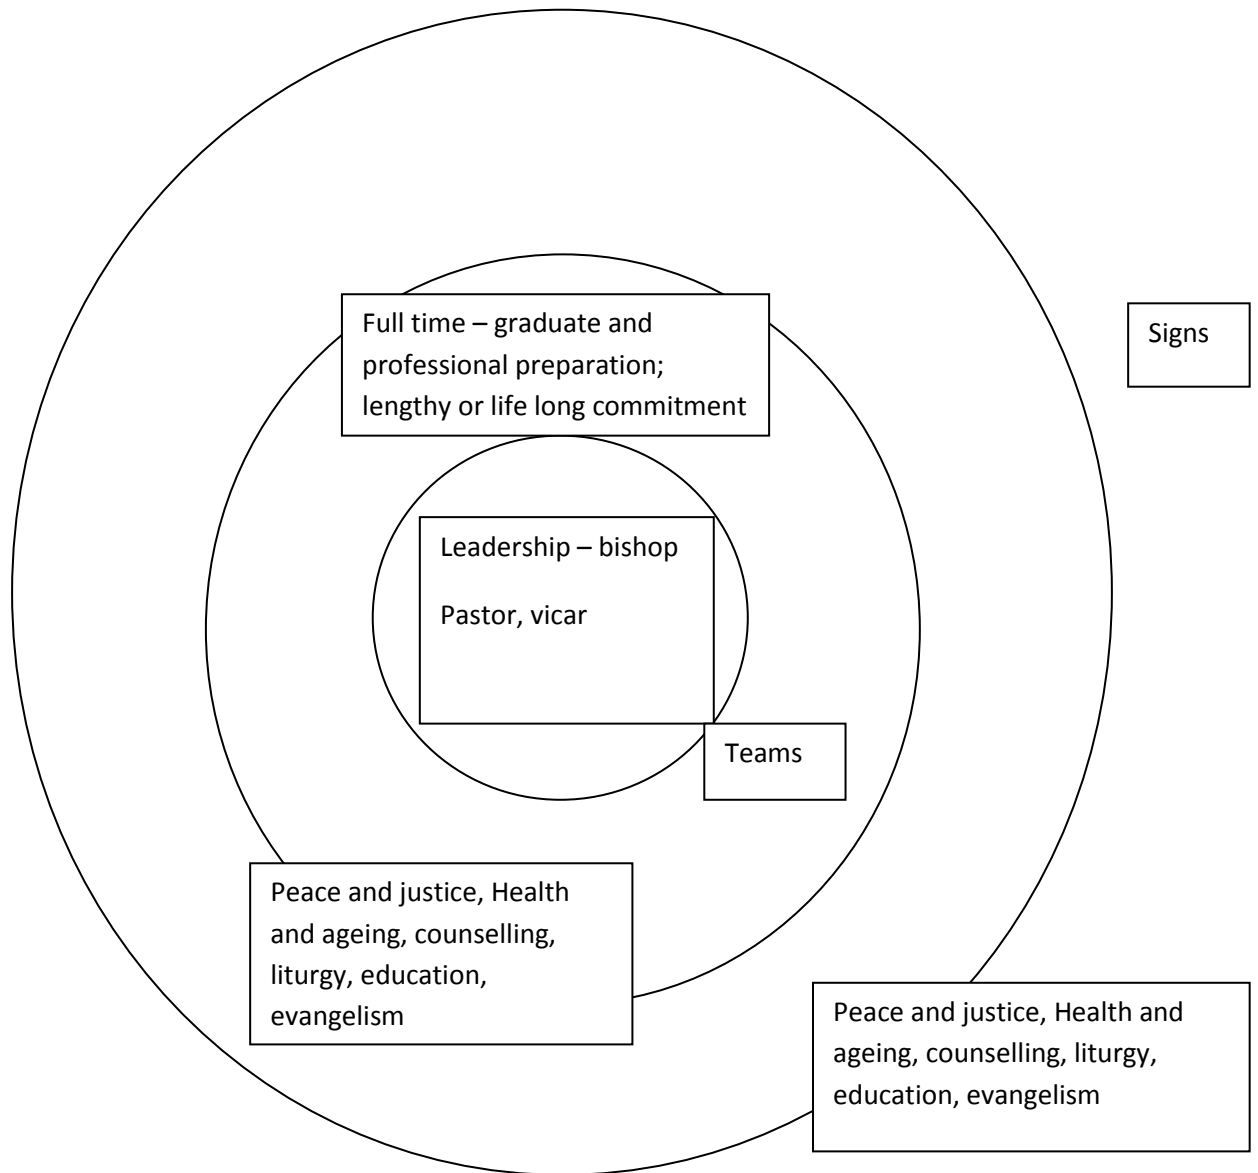 Full time – graduate and
professional preparation;
lengthy or life long commitment
Signs
Leadership – bishop
Pastor, vicar
Teams
Peace and justice, Health
and ageing, counselling,
liturgy, education,
evangelism
Peace and justice, Health and
ageing, counselling, liturgy,
education, evangelism